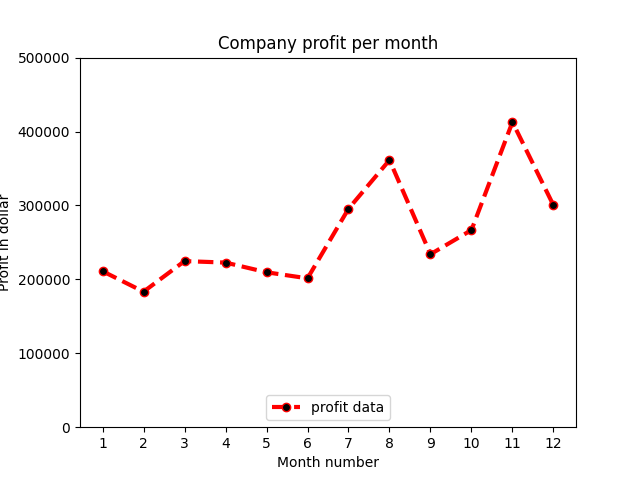 Company profit per month
500000
400000
300000
200000
100000
0
Profit in dollar
profit data
1 2 3 4 5 6 7 8 9 10 11 12
Month number